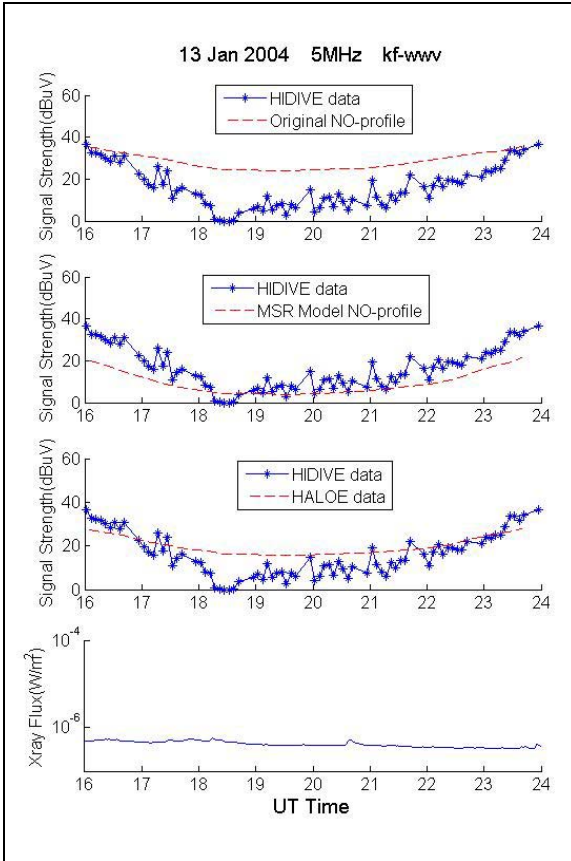 13 Jan 2004 5MHz kf-wwv
Signal Strength(dBuV)
60
40
20
0
HIDIVE data
Original NO-profile
16 17 18 19 20 21 22 23 24
Signal Strength(dBuV)
60
40
20
0
HIDIVE data
MSR Model NO-profile
16 17 18 19 20 21 22 23 24
Signal Strength(dBuV)
60
40
20
0
HIDIVE data
HALOE data
16 17 18 19 20 21 22 23 24
Xray Flux(W/m²)
10⁻⁴
10⁻⁶
16 17 18 19 20 21 22 23 24
UT Time